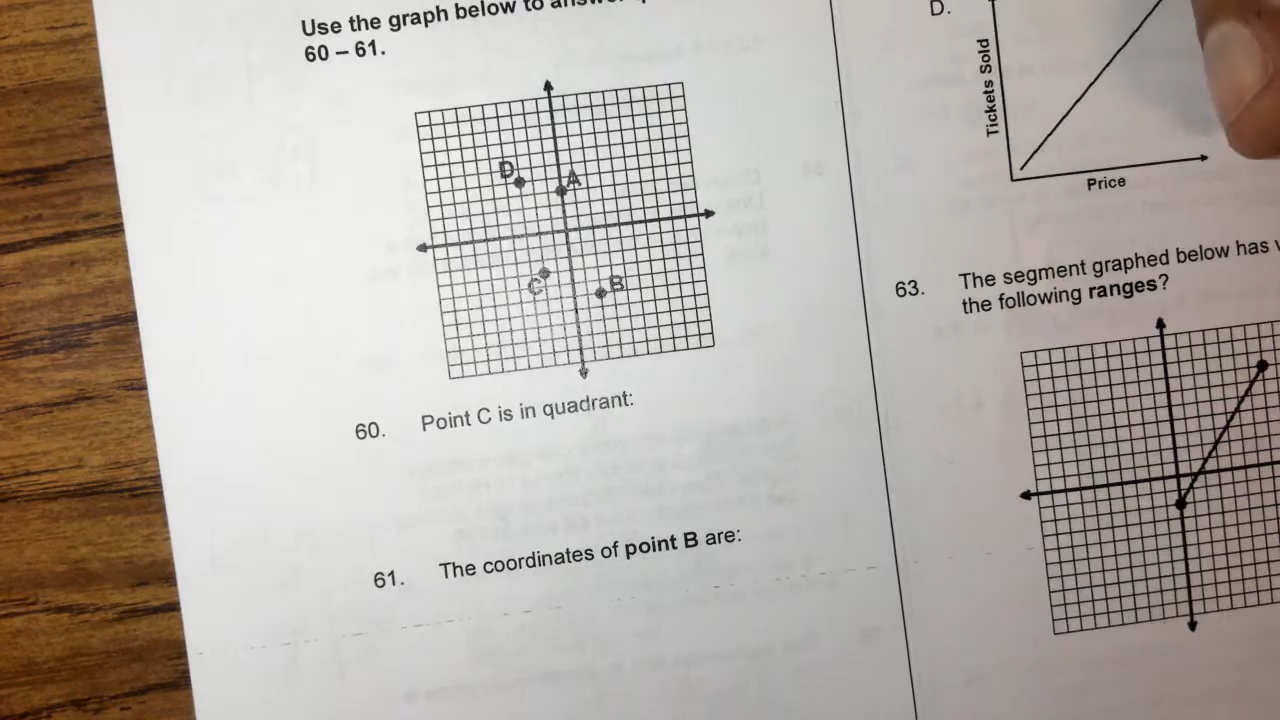 Use the graph below to answer
60 – 61.
D
A
C
B
60. Point C is in quadrant:
61. The coordinates of point B are:
D.
Tickets Sold
Price
63. The segment graphed below has
the following ranges?